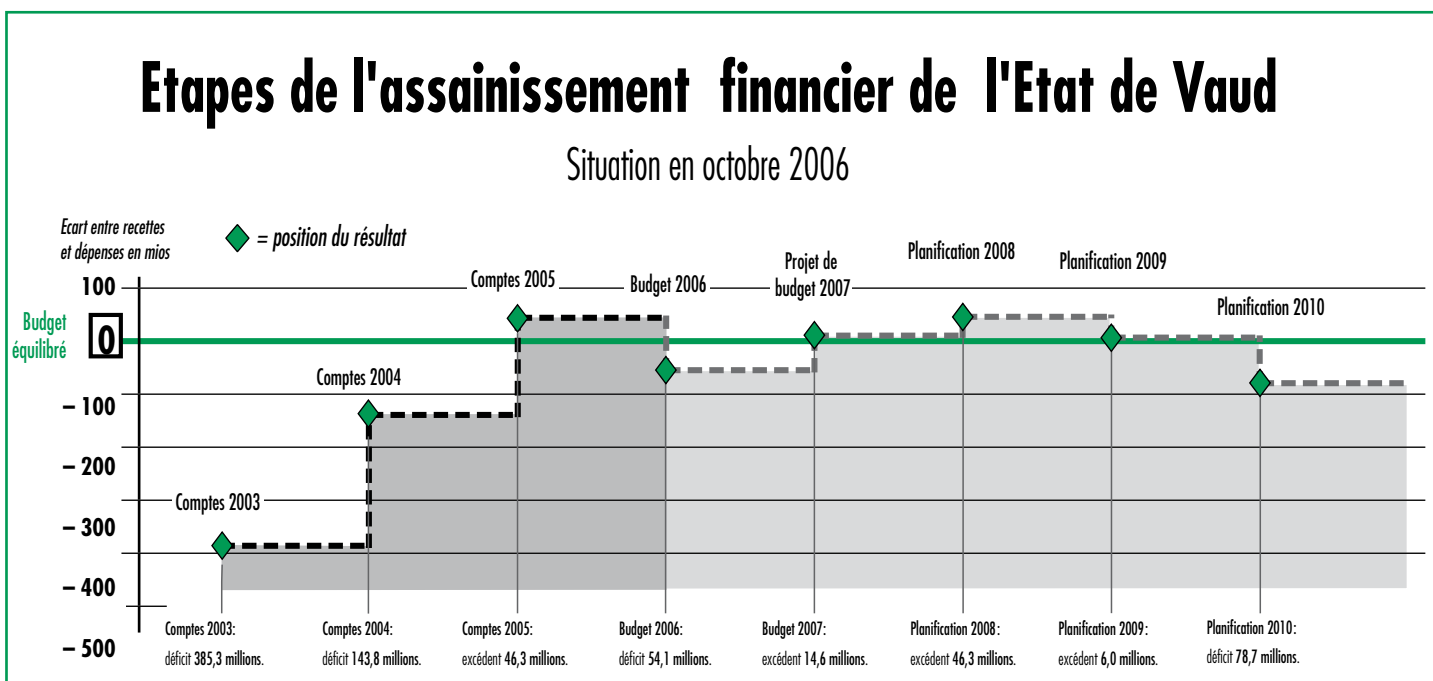 Etapes de l'assainissement financier de l'Etat de Vaud
Situation en octobre 2006
Ecart entre recettes
et dépenses en mios
= position du résultat
Budget
équilibré
100
0
– 100
– 200
– 300
– 400
– 500
Comptes 2003
Comptes 2004
Comptes 2005
Budget 2006
Projet de
budget 2007
Planification 2008
Planification 2009
Planification 2010
Comptes 2003:
déficit 385,3 millions.
Comptes 2004:
déficit 143,8 millions.
Comptes 2005:
excédent 46,3 millions.
Budget 2006:
déficit 54,1 millions.
Budget 2007:
excédent 14,6 millions.
Planification 2008:
excédent 46,3 millions.
Planification 2009:
excédent 6,0 millions.
Planification 2010:
déficit 78,7 millions.